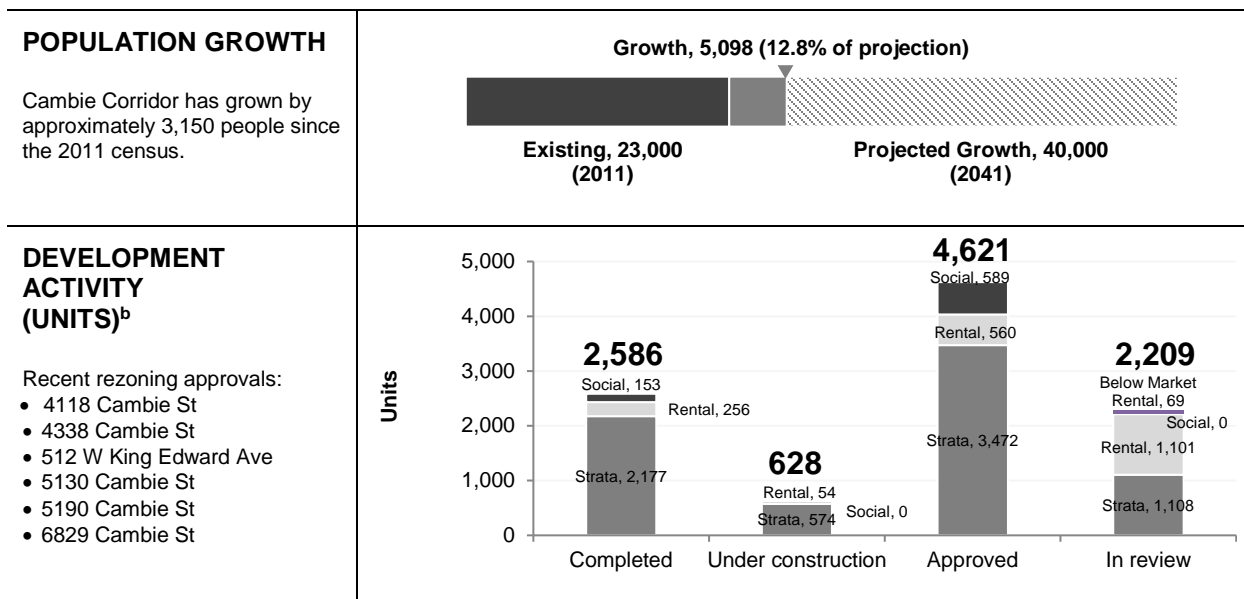 POPULATION GROWTH
Cambie Corridor has grown by
approximately 3,150 people since
the 2011 census.
Growth, 5,098 (12.8% of projection)
Existing, 23,000
(2011)
Projected Growth, 40,000
(2041)
DEVELOPMENT
ACTIVITY
(UNITS)b
Recent rezoning approvals:
• 4118 Cambie St
• 4338 Cambie St
• 512 W King Edward Ave
• 5130 Cambie St
• 5190 Cambie St
• 6829 Cambie St
Units
5,000
4,000
3,000
2,000
1,000
0
2,586
Social, 153
Rental, 256
Strata, 2,177
628
Rental, 54
Strata, 574
Social, 0
4,621
Social, 589
Rental, 560
Strata, 3,472
2,209
Below Market
Rental, 69
Social, 0
Rental, 1,101
Strata, 1,108
Completed
Under construction
Approved
In review